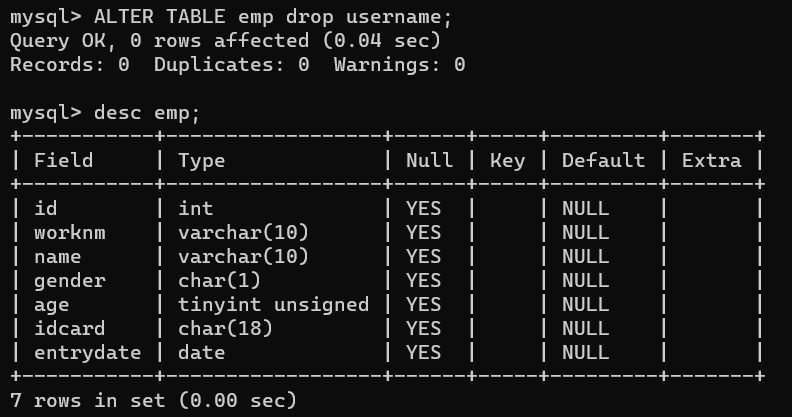 mysql> ALTER TABLE emp drop username;
Query OK, 0 rows affected (0.04 sec)
Records: 0  Duplicates: 0  Warnings: 0

mysql> desc emp;
+-----------+------------------+------+-----+---------+-------+
| Field     | Type             | Null | Key | Default | Extra |
+-----------+------------------+------+-----+---------+-------+
| id        | int              | YES  |     | NULL    |       |
| worknm    | varchar(10)      | YES  |     | NULL    |       |
| name      | varchar(10)      | YES  |     | NULL    |       |
| gender    | char(1)          | YES  |     | NULL    |       |
| age       | tinyint unsigned | YES  |     | NULL    |       |
| idcard    | char(18)         | YES  |     | NULL    |       |
| entrydate | date             | YES  |     | NULL    |       |
+-----------+------------------+------+-----+---------+-------+
7 rows in set (0.00 sec)